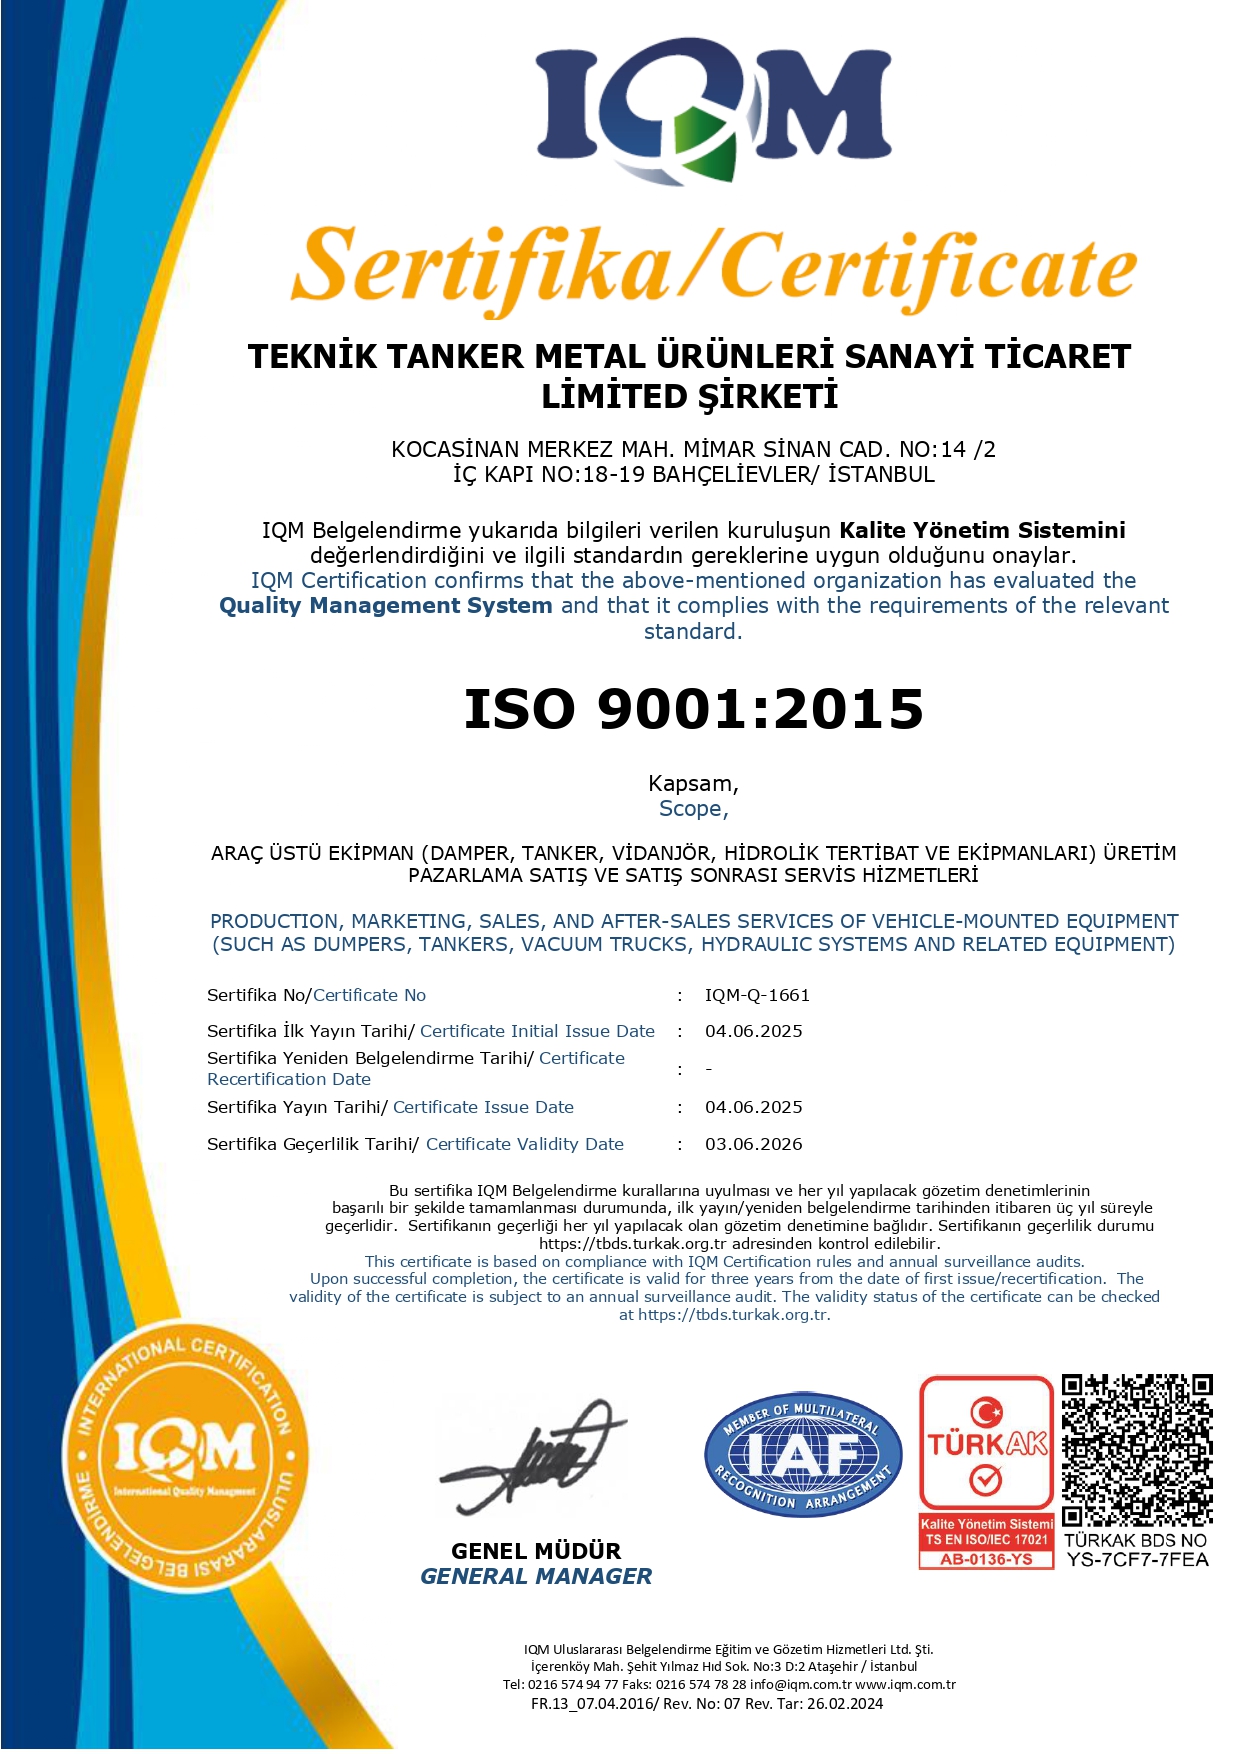 IQM
Sertifika/Certificate
TEKNİK TANKER METAL ÜRÜNLERİ SANAYİ TİCARET
LİMİTED ŞİRKETİ
KOCASİNAN MERKEZ MAH. MİMAR SİNAN CAD. NO:14 /2
İÇ KAPI NO:18-19 BAHÇELİEVLER/ İSTANBUL
IQM Belgelendirme yukarıda bilgileri verilen kuruluşun Kalite Yönetim Sistemini
değerlendirdiğini ve ilgili standardın gereklerine uygun olduğunu onaylar.
IQM Certification confirms that the above-mentioned organization has evaluated the
Quality Management System and that it complies with the requirements of the relevant
standard.
ISO 9001:2015
Kapsam,
Scope,
ARAÇ ÜSTÜ EKİPMAN (DAMPER, TANKER, VİDANJÖR, HİDROLİK TERTİBAT VE EKİPMANLARI) ÜRETİM
PAZARLAMA SATIŞ VE SATIŞ SONRASI SERVİS HİZMETLERİ
PRODUCTION, MARKETING, SALES, AND AFTER-SALES SERVICES OF VEHICLE-MOUNTED EQUIPMENT
(SUCH AS DUMPERS, TANKERS, VACUUM TRUCKS, HYDRAULIC SYSTEMS AND RELATED EQUIPMENT)
Sertifika No/Certificate No : IQM-Q-1661
Sertifika İlk Yayın Tarihi/ Certificate Initial Issue Date : 04.06.2025
Sertifika Yeniden Belgelendirme Tarihi/ Certificate
Recertification Date : -
Sertifika Yayın Tarihi/ Certificate Issue Date : 04.06.2025
Sertifika Geçerlilik Tarihi/ Certificate Validity Date : 03.06.2026
Bu sertifika IQM Belgelendirme kurallarına uyulması ve her yıl yapılacak gözetim denetimlerinin
başarılı bir şekilde tamamlanması durumunda, ilk yayın/yeniden belgelendirme tarihinden itibaren üç yıl süreyle
geçerlidir. Sertifikanın geçerliği her yıl yapılacak olan gözetim denetimine bağlıdır. Sertifikanın geçerlilik durumu
https://tbds.turkak.org.tr adresinden kontrol edilebilir.
This certificate is based on compliance with IQM Certification rules and annual surveillance audits.
Upon successful completion, the certificate is valid for three years from the date of first issue/recertification. The
validity of the certificate is subject to an annual surveillance audit. The validity status of the certificate can be checked
at https://tbds.turkak.org.tr.
INTERNATIONAL CERTIFICATION
IQM
International Quality Managment
ULUSLARARASI BELGELENDİRME
GENEL MÜDÜR
GENERAL MANAGER
MEMBER OF MULTILATERAL
IAF
RECOGNITION ARRANGEMENT
TÜRKAK
Kalite Yönetim Sistemi
TS EN ISO/IEC 17021
AB-0136-YS
TÜRKAK BDS NO
YS-7CF7-7FEA
IQM Uluslararası Belgelendirme Eğitim ve Gözetim Hizmetleri Ltd. Şti.
İçerenköy Mah. Şehit Yılmaz Hıd Sok. No:3 D:2 Ataşehir / İstanbul
Tel: 0216 574 94 77 Faks: 0216 574 78 28 info@iqm.com.tr www.iqm.com.tr
FR.13_07.04.2016/ Rev. No: 07 Rev. Tar: 26.02.2024